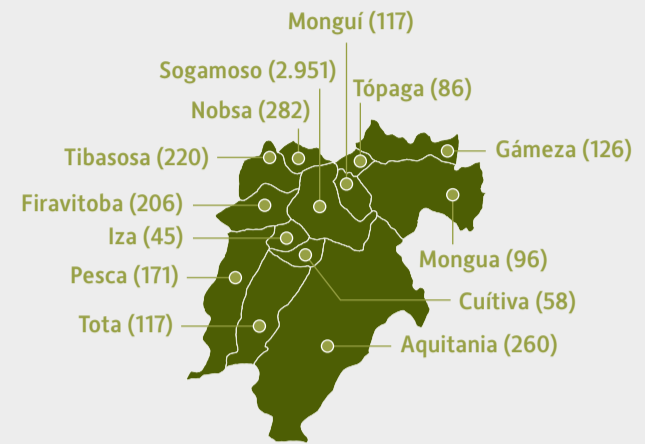 Monguí (117)
Sogamoso (2.951)
Tópaga (86)
Nobsa (282)
Tibasosa (220)
Gámeza (126)
Firavitoba (206)
Iza (45)
Mongua (96)
Pesca (171)
Cuítiva (58)
Tota (117)
Aquitania (260)